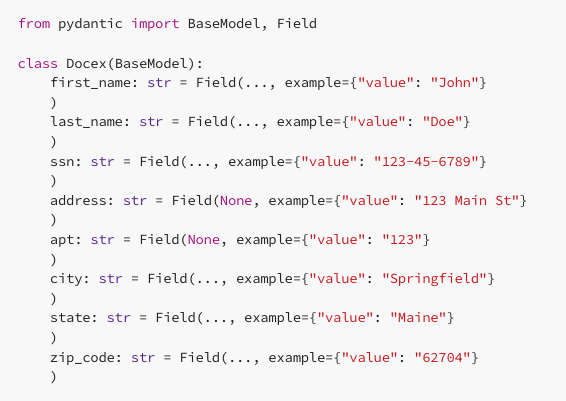 from pydantic import BaseModel, Field

class Docex(BaseModel):
    first_name: str = Field(..., example={"value": "John"}
    )
    last_name: str = Field(..., example={"value": "Doe"}
    )
    ssn: str = Field(..., example={"value": "123-45-6789"}
    )
    address: str = Field(None, example={"value": "123 Main St"}
    )
    apt: str = Field(None, example={"value": "123"}
    )
    city: str = Field(..., example={"value": "Springfield"}
    )
    state: str = Field(..., example={"value": "Maine"}
    )
    zip_code: str = Field(..., example={"value": "62704"}
    )